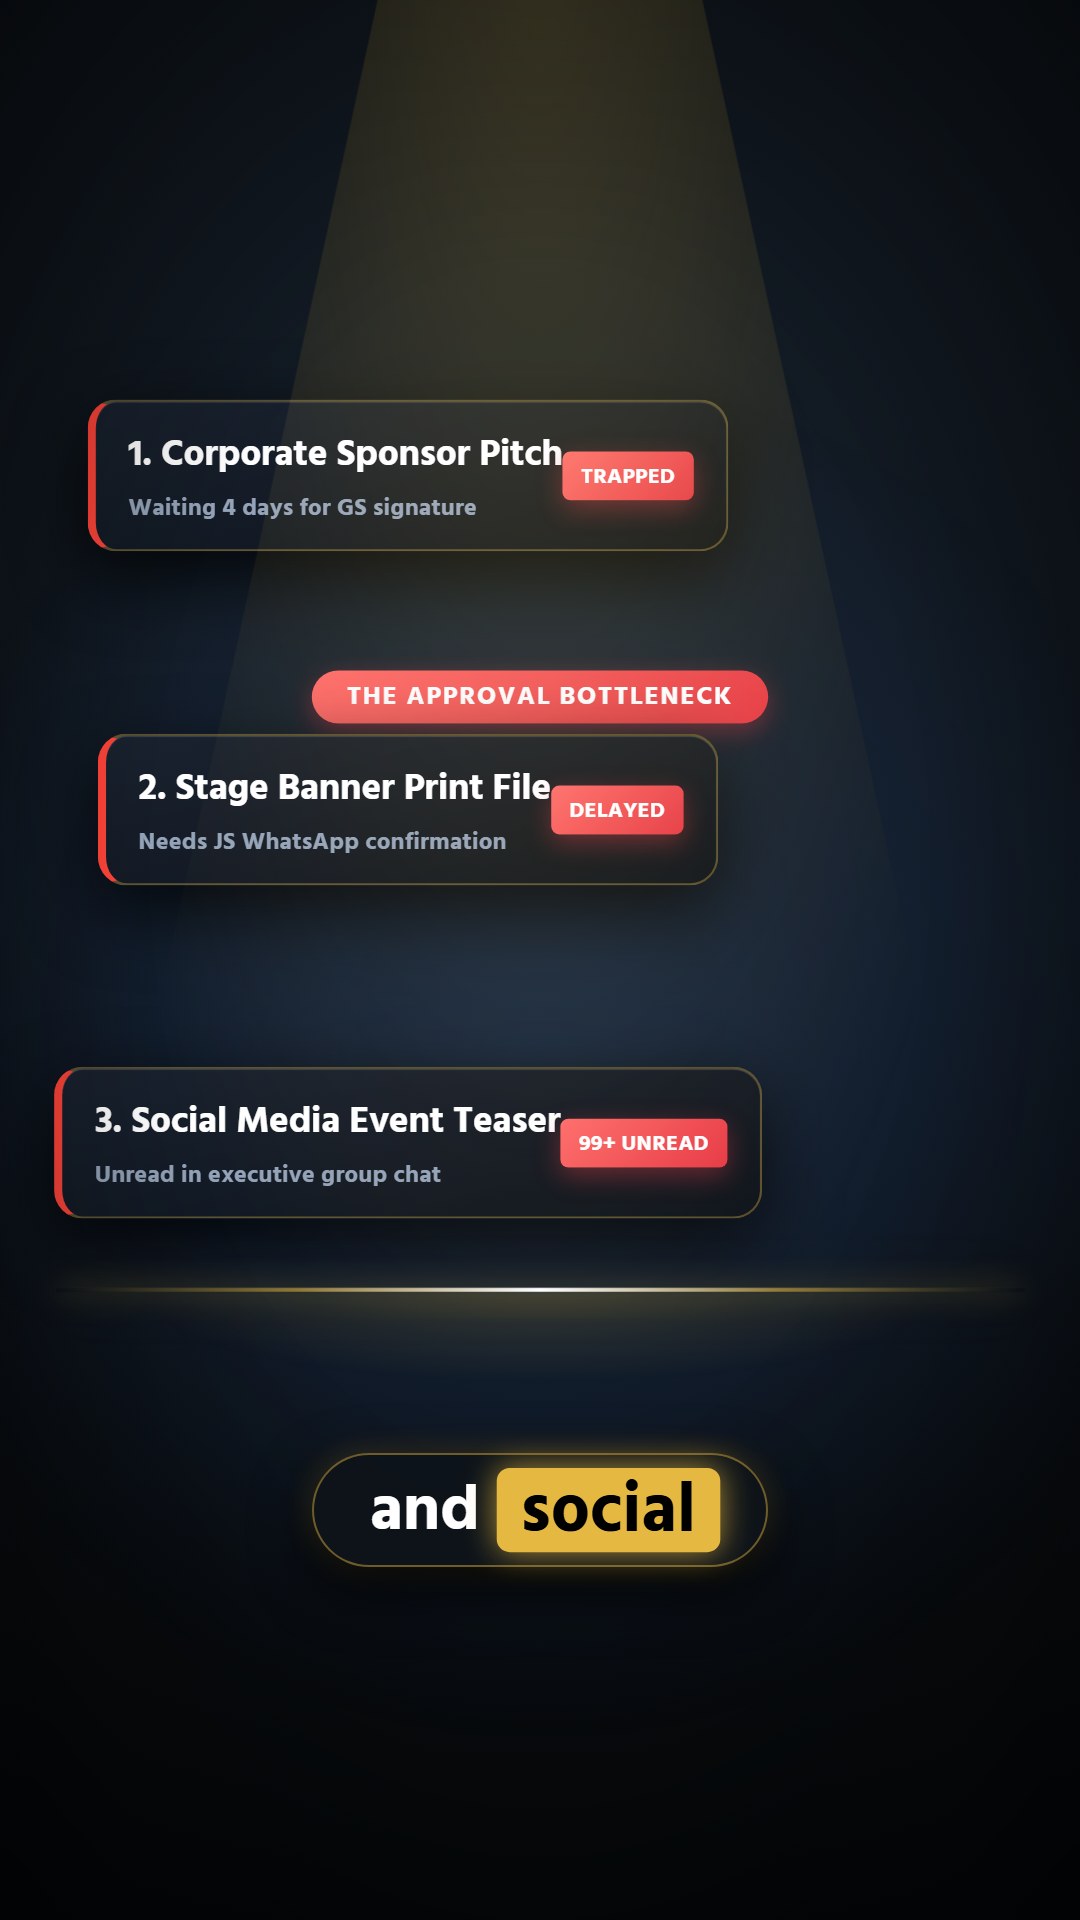 1. Corporate Sponsor Pitch
TRAPPED
Waiting 4 days for GS signature
THE APPROVAL BOTTLENECK
2. Stage Banner Print File
DELAYED
Needs JS WhatsApp confirmation
3. Social Media Event Teaser
99+ UNREAD
Unread in executive group chat
and social